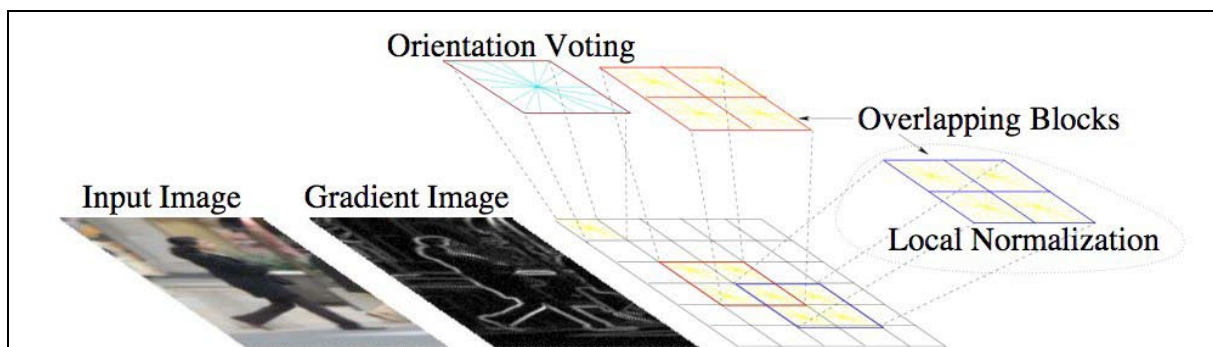 Orientation Voting
Overlapping Blocks
Input Image
Gradient Image
Local Normalization